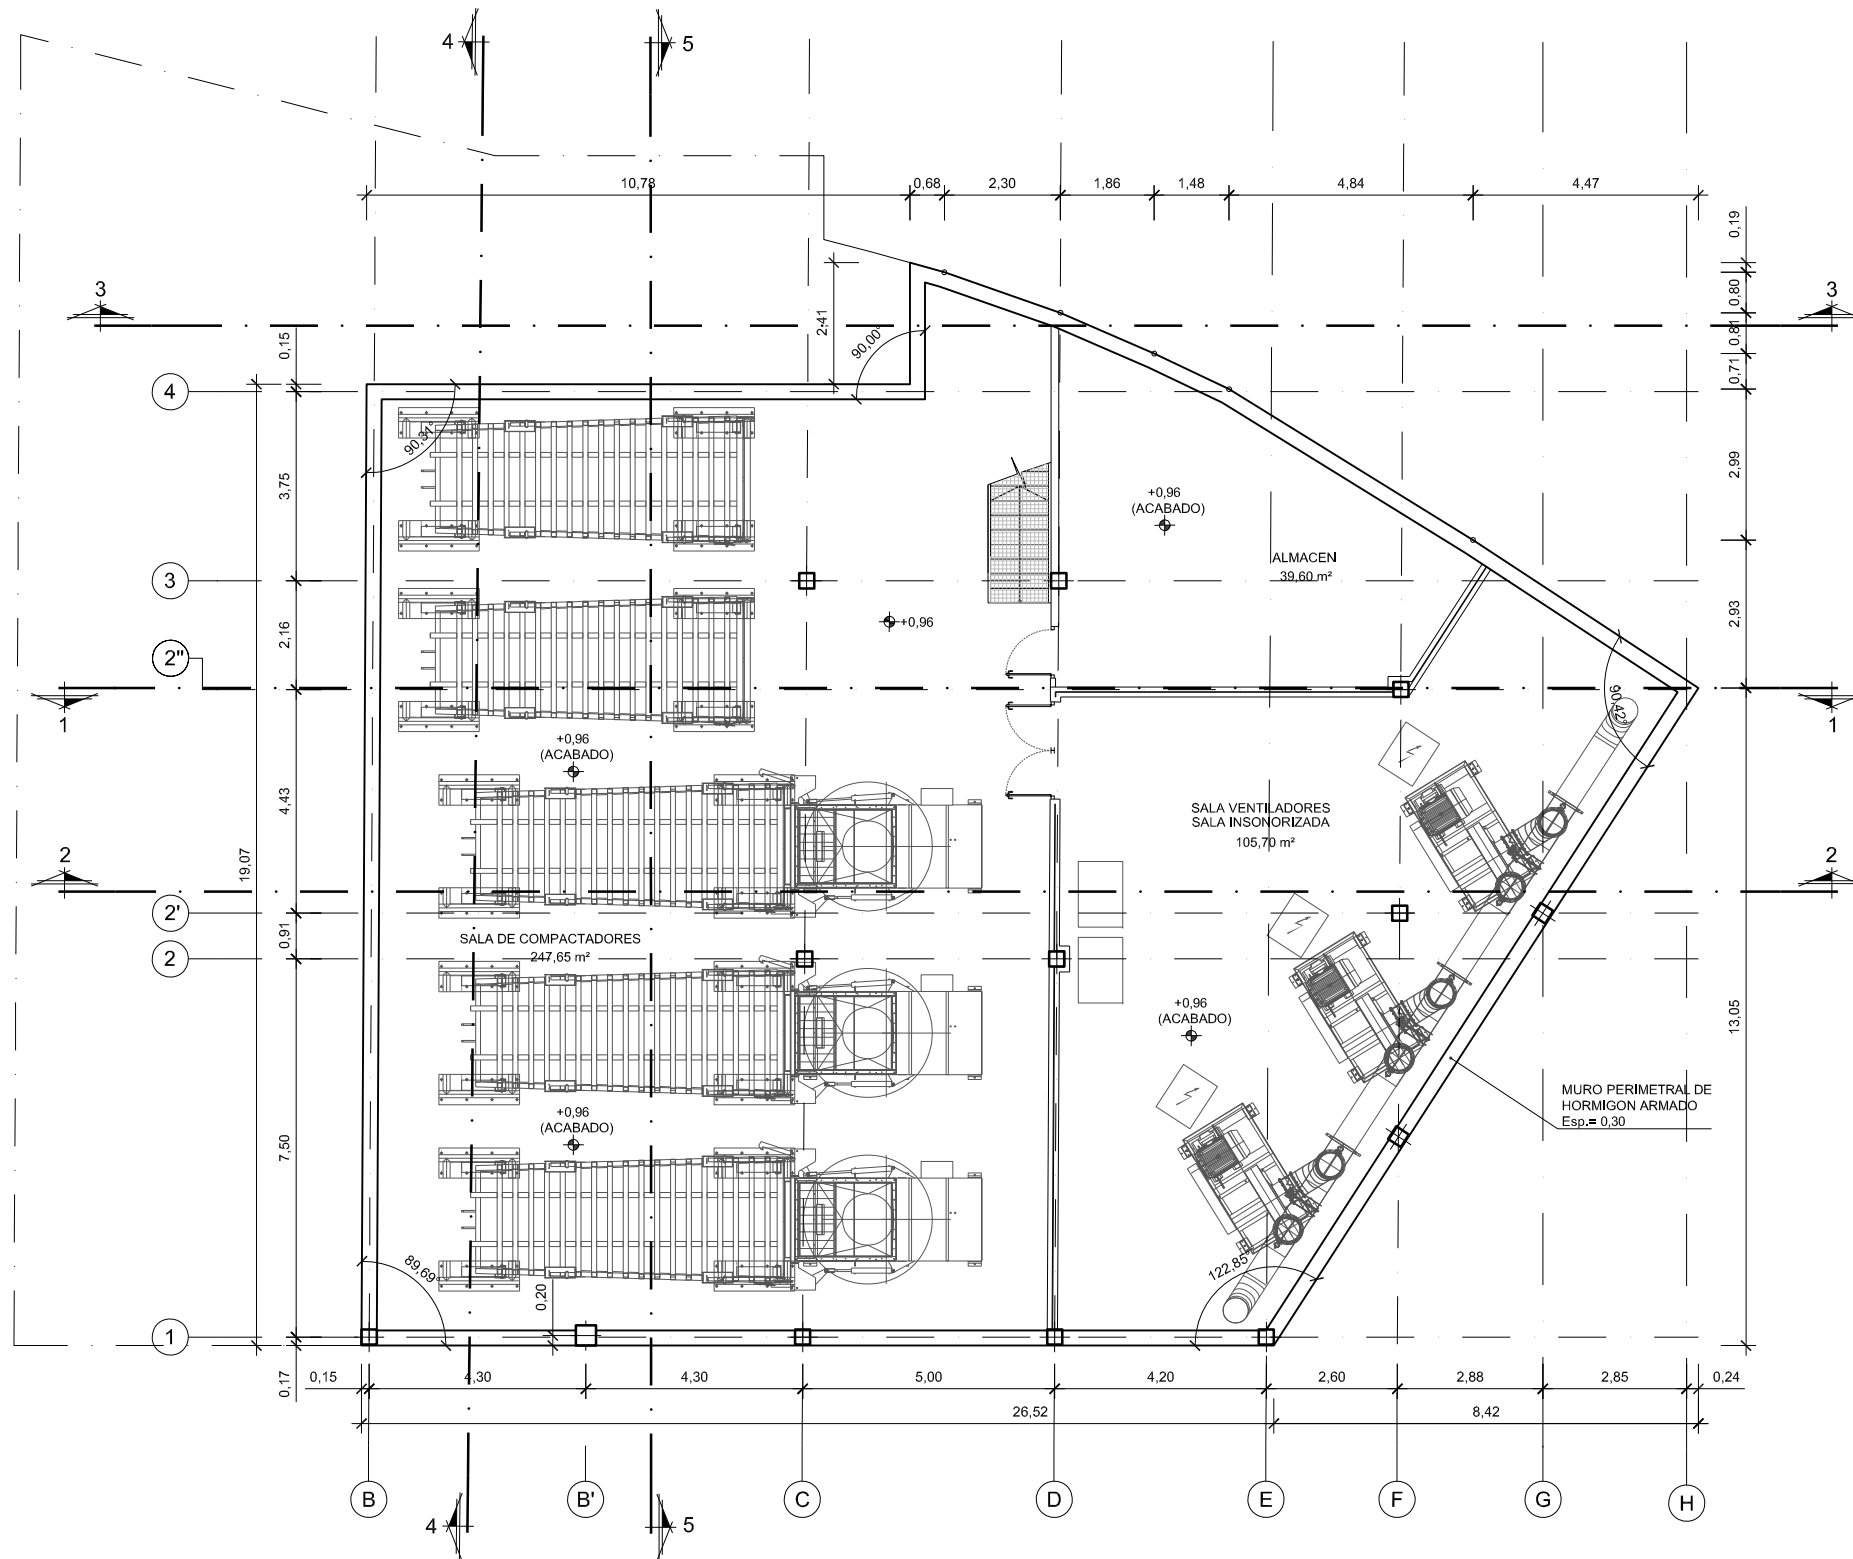 4
5
10,78
0,68
2,30
1,86
1,48
4,84
4,47
0,19
0,80
0,81
0,71
2,99
2,93
13,05
3
3
2,41
90,00°
0,15
4
90,31°
3,75
+0,96
(ACABADO)
ALMACEN
39,60 m²
3
+0,96
2,16
2"
1
1
90,42°
+0,96
(ACABADO)
4,43
SALA VENTILADORES
SALA INSONORIZADA
105,70 m²
19,07
2
2
2'
0,91
SALA DE COMPACTADORES
247,65 m²
2
+0,96
(ACABADO)
MURO PERIMETRAL DE
HORMIGON ARMADO
Esp.= 0,30
+0,96
(ACABADO)
7,50
89,69°
0,20
122,85°
1
0,17
0,15
4,30
4,30
5,00
4,20
2,60
2,88
2,85
0,24
26,52
8,42
B
B'
C
D
E
F
G
H
4
5